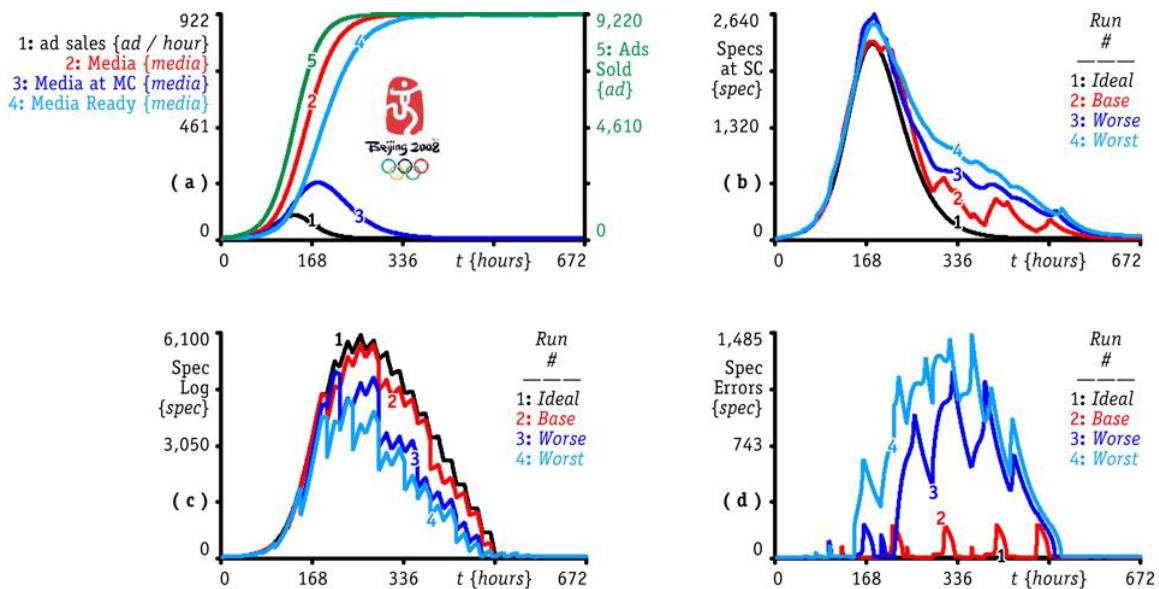 922
1: ad sales {ad / hour}
2: Media {media}
3: Media at MC {media}
4: Media Ready {media}
461
( a )
0
5
2
4
3
1
Beijing 2008
9,220
5: Ads
Sold
{ad}
4,610
0
0 168 336 t {hours} 672
2,640
Specs
at SC
{spec}
1,320
( b )
0
4
3
2
1
Run
#
1: Ideal
2: Base
3: Worse
4: Worst
0 168 336 t {hours} 672
6,100
Spec
Log
{spec}
3,050
( c )
0
1
2
3
4
Run
#
1: Ideal
2: Base
3: Worse
4: Worst
0 168 336 t {hours} 672
1,485
Spec
Errors
{spec}
743
( d )
0
4
3
2
1
Run
#
1: Ideal
2: Base
3: Worse
4: Worst
0 168 336 t {hours} 672